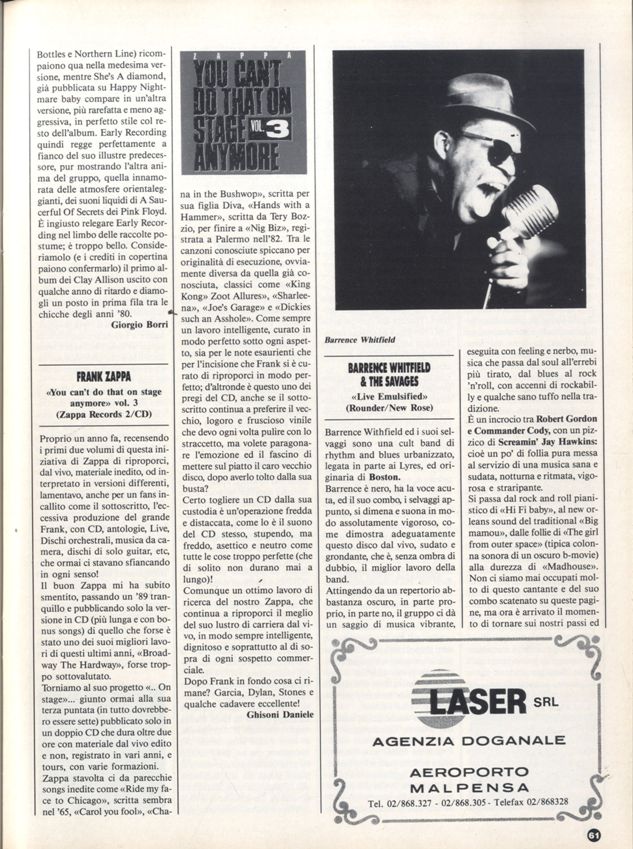 Bottles e Northern Line) ricom-
paiono qua nella medesima ver-
sione, mentre She's A diamond,
già pubblicata su Happy Night-
mare baby compare in un'altra
versione, più rarefatta e meno ag-
gressiva, in perfetto stile col re-
sto dell'album. Early Recording
quindi regge perfettamente a
fianco del suo illustre predeces-
sore, pur mostrando l'altra ani-
ma del gruppo, quella innamo-
rata delle atmosfere orientaleg-
gianti, dei suoni liquidi di A Sau-
cerful Of Secrets dei Pink Floyd.
È ingiusto relegare Early Recor-
ding nel limbo delle raccolte po-
stume; è troppo bello. Conside-
riamolo (e i crediti in copertina
paiono confermarlo) il primo al-
bum dei Clay Allison uscito con
qualche anno di ritardo e diamo-
gli un posto in prima fila tra le
chicche degli anni '80.
Giorgio Borri
FRANK ZAPPA
«You can't do that on stage
anymore» vol. 3
(Zappa Records 2/CD)
Proprio un anno fa, recensendo
i primi due volumi di questa ini-
ziativa di Zappa di riproporci,
dal vivo, materiale inedito, od in-
terpretato in versioni differenti,
lamentavo, anche per un fans in-
callito come il sottoscritto, l'ec-
cessiva produzione del grande
Frank, con CD, antologie, Live,
Dischi orchestrali, musica da ca-
mera, dischi di solo guitar, etc,
che ormai ci stavano sfiancando
in ogni senso!
Il buon Zappa mi ha subito
smentito, passando un '89 tran-
quillo e pubblicando solo la ver-
sione in CD (più lunga e con bo-
nus songs) di quello che forse è
stato uno dei suoi migliori lavo-
ri di questi ultimi anni, «Broad-
way The Hardway», forse trop-
po sottovalutato.
Torniamo al suo progetto «.. On
stage»... giunto ormai alla sua
terza puntata (in tutto dovrebbe-
ro essere sette) pubblicato solo in
un doppio CD che dura oltre due
ore con materiale dal vivo edito
e non, registrato in vari anni, e
tours, con varie formazioni.
Zappa stavolta ci da parecchie
songs inedite come «Ride my fa-
ce to Chicago», scritta sembra
nel '65, «Carol you fool», «Cha-
ZAPPA
YOU CAN'T
DO THAT ON
STAGE VOL. 3
ANYMORE
na in the Bushwop», scritta per
sua figlia Diva, «Hands with a
Hammer», scritta da Tery Boz-
zio, per finire a «Nig Biz», regi-
strata a Palermo nell'82. Tra le
canzoni conosciute spiccano per
originalità di esecuzione, ovvia-
mente diversa da quella già co-
nosciuta, classici come «King
Kong» Zoot Allures», «Sharlee-
na», «Joe's Garage» e «Dickies
such an Asshole». Come sempre
un lavoro intelligente, curato in
modo perfetto sotto ogni aspet-
to, sia per le note esaurienti che
per l'incisione che Frank si è cu-
rato di riproporci in modo per-
fetto; d'altronde è questo uno dei
pregi del CD, anche se il sotto-
scritto continua a preferire il vec-
chio, logoro e fruscioso vinile
che devo ogni volta pulire con lo
straccetto, ma volete paragona-
re l'emozione ed il fascino di
mettere sul piatto il caro vecchio
disco, dopo averlo tolto dalla sua
busta?
Certo togliere un CD dalla sua
custodia è un'operazione fredda
e distaccata, come lo è il suono
del CD stesso, stupendo, ma
freddo, asettico e neutro come
tutte le cose troppo perfette (che
di solito non durano mai a
lungo)!
Comunque un ottimo lavoro di
ricerca del nostro Zappa, che
continua a riproporci il meglio
del suo lustro di carriera dal vi-
vo, in modo sempre intelligente,
dignitoso e soprattutto al di so-
pra di ogni sospetto commer-
ciale.
Dopo Frank in fondo cosa ci ri-
mane? Garcia, Dylan, Stones e
qualche cadavere eccellente!
Ghisoni Daniele
Barrence Whitfield
BARRENCE WHITFIELD
& THE SAVAGES
«Live Emulsified»
(Rounder/New Rose)
Barrence Withfield ed i suoi sel-
vaggi sono una cult band di
rhythm and blues urbanizzato,
legata in parte ai Lyres, ed ori-
ginaria di Boston.
Barrence è nero, ha la voce acu-
ta, ed il suo combo, i selvaggi ap-
punto, si dimena e suona in mo-
do assolutamente vigoroso, co-
me dimostra adeguatamente
questo disco dal vivo, sudato e
grondante, che è, senza ombra di
dubbio, il miglior lavoro della
band.
Attingendo da un repertorio ab-
bastanza oscuro, in parte pro-
prio, in parte no, il gruppo ci dà
un saggio di musica vibrante,
eseguita con feeling e nerbo, mu-
sica che passa dal soul all'errebi
più tirato, dal blues al rock
'n'roll, con accenni di rockabil-
ly e qualche sano tuffo nella tra-
dizione.
È un incrocio tra Robert Gordon
e Commander Cody, con un piz-
zico di Screamin' Jay Hawkins:
cioè un po' di follia pura messa
al servizio di una musica sana e
sudata, notturna e ritmata, vigo-
rosa e straripante.
Si passa dal rock and roll piani-
stico di «Hi Fi baby», al new or-
leans sound del traditional «Big
mamou», dalle follie di «The girl
from outer space» (tipica colon-
na sonora di un oscuro b-movie)
alla durezza di «Madhouse».
Non ci siamo mai occupati mol-
to di questo cantante e del suo
combo scatenato su queste pagi-
ne, ma ora è arrivato il momen-
to di tornare sui nostri passi ed
LASER SRL
AGENZIA DOGANALE
AEROPORTO
MALPENSA
Tel. 02/868.327 - 02/868.305 - Telefax 02/868328
61